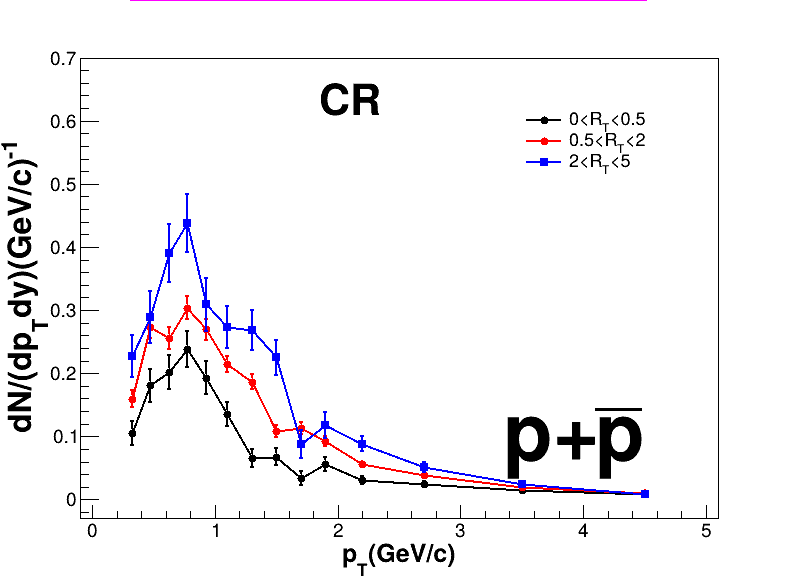 CR
0<R_T<0.5
0.5<R_T<2
2<R_T<5
dN/(dp_Tdy)(GeV/c)^-1
0.7
0.6
0.5
0.4
0.3
0.2
0.1
0
p+p̅
0 1 2 3 4 5
p_T(GeV/c)